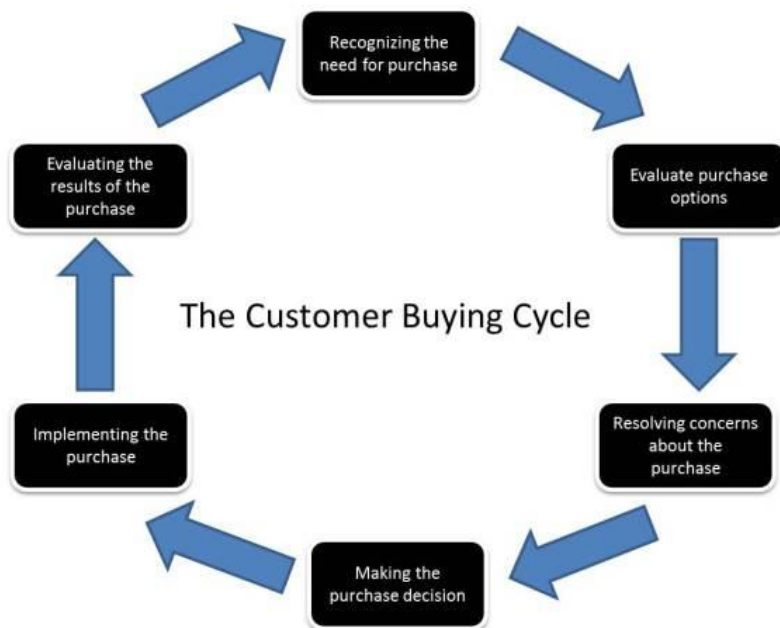 Recognizing the
need for purchase
Evaluate purchase
options
Resolving concerns
about the
purchase
Making the
purchase decision
Implementing the
purchase
Evaluating the
results of the
purchase
The Customer Buying Cycle